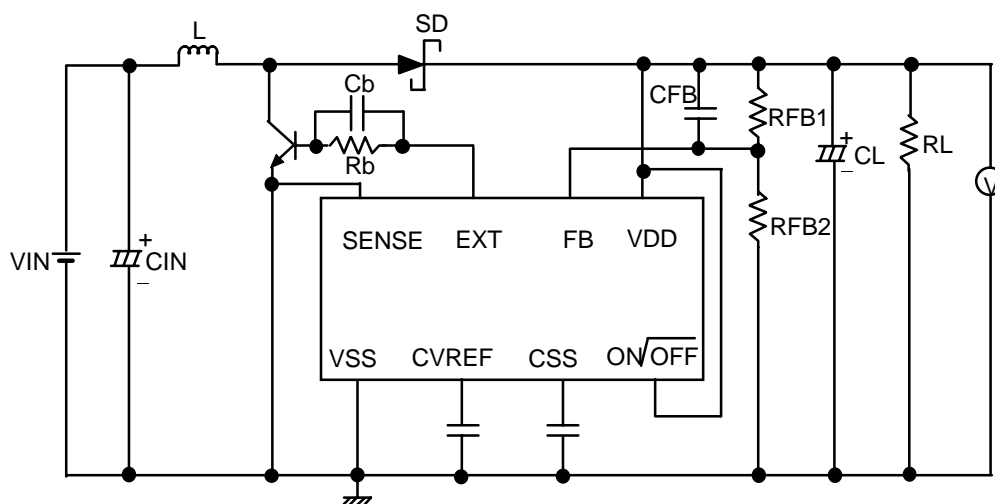 L
SD
Cb
Rb
CFB
RFB1
+
CL
−
RL
V
RFB2
SENSE
EXT
FB
VDD
VIN
+
CIN
−
VSS
CVREF
CSS
ON/OFF